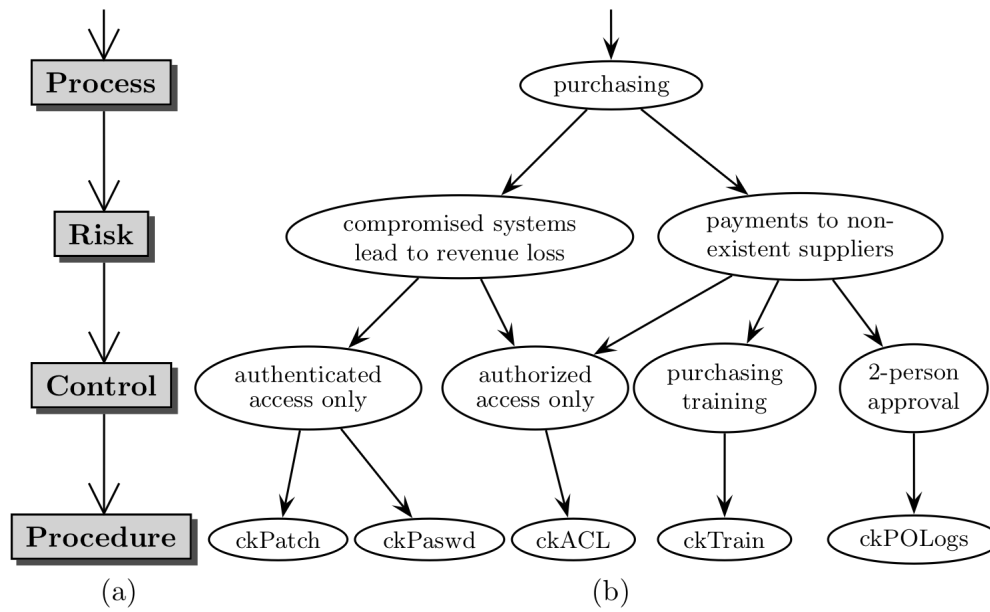 Process
purchasing
Risk
compromised systems
lead to revenue loss
payments to non-
existent suppliers
Control
authenticated
access only
authorized
access only
purchasing
training
2-person
approval
Procedure
ckPatch
ckPaswd
ckACL
ckTrain
ckPOLogs
(a)
(b)